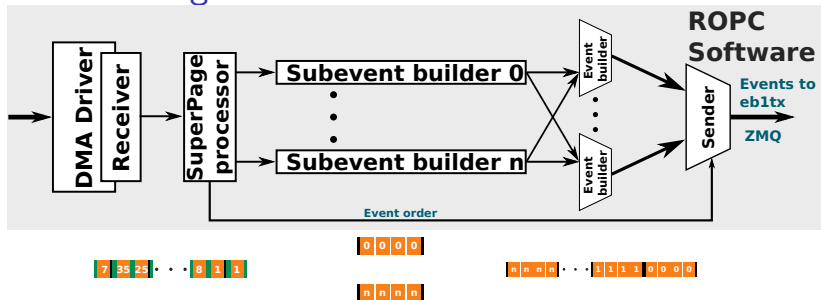 ROPC
Software
DMA Driver
Receiver
SuperPage
processor
Subevent builder 0
Subevent builder n
Event
builder
Event
builder
Sender
Events to
eb1tx
ZMQ
Event order
7 35 25 · · · 8 1 1
0 0 0 0
n n n n
n n n n · · · 1 1 1 1 0 0 0 0